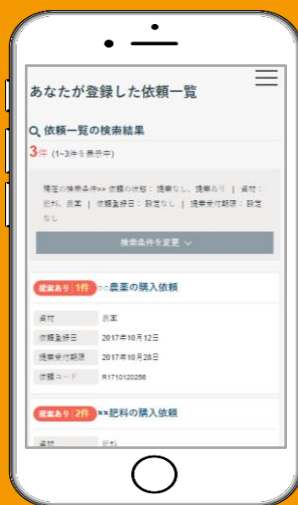 あなたが登録した依頼一覧
依頼一覧の検索結果
3件 (1~3件を表示中)
現在の検索条件>> 依頼の状態：提案なし、提案あり | 資材：
肥料、農薬 | 依頼登録日：設定なし | 提案受付期限：設定
なし
検索条件を変更
提案あり 1件 ○○農薬の購入依頼
資材 農薬
依頼登録日 2017年10月12日
提案受付期限 2017年10月28日
依頼コード R1710120266
提案あり 2件 ××肥料の購入依頼
資材 肥料